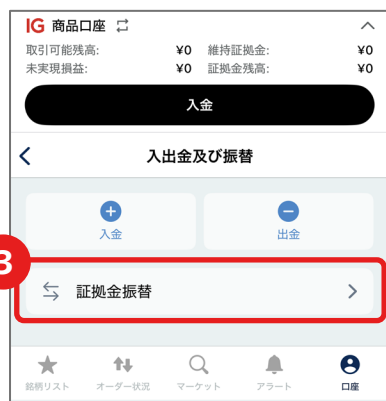 IG 商品口座
取引可能残高: ¥0 維持証拠金: ¥0
未実現損益: ¥0 証拠金残高: ¥0
入金
入出金及び振替
入金 出金
3
証拠金振替
銘柄リスト オーダー状況 マーケット アラート 口座